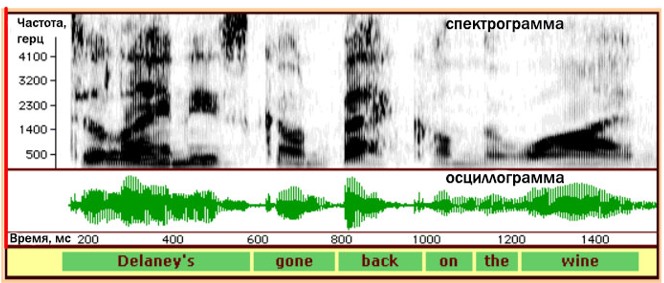 Частота,
герц
спектрограмма
4100
3200
2300
1400
500
осциллограмма
Время, мс 200 400 600 800 1000 1200 1400
Delaney's gone back on the wine